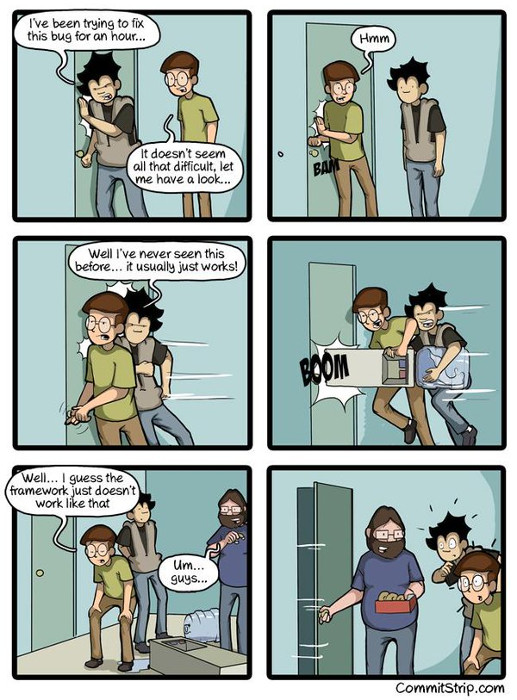 I've been trying to fix
this bug for an hour...
It doesn't seem
all that difficult, let
me have a look...
Hmm
BAM
Well I've never seen this
before... it usually just works!
BOOM
Well... I guess the
framework just doesn't
work like that
Um...
guys...
CommitStrip.com